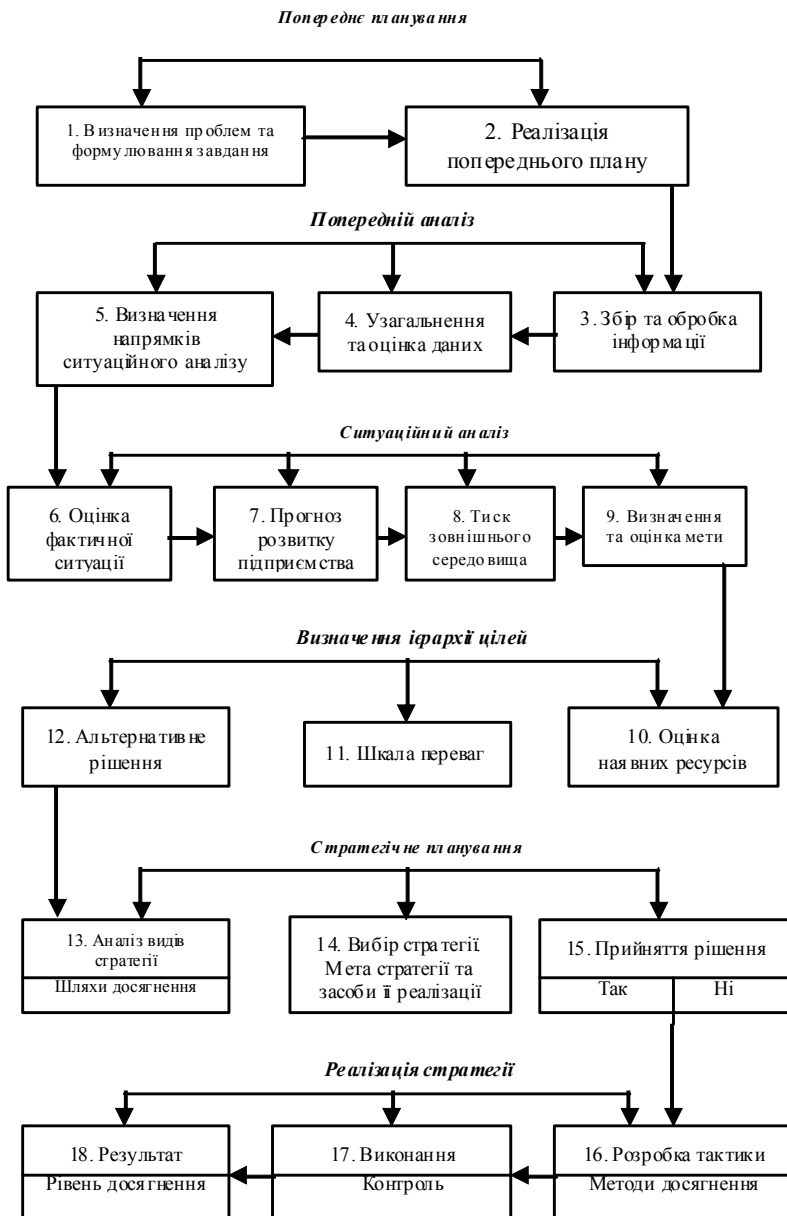 Попереднє планування
1. Визначення проблем та
формулювання завдання
2. Реалізація
попереднього плану
Попередній аналіз
5. Визначення
напрямків
ситуаційного аналізу
4. Узагальнення
та оцінка даних
3. Збір та обробка
інформації
Ситуаційний аналіз
6. Оцінка
фактичної
ситуації
7. Прогноз
розвитку
підприємства
8. Тиск
зовнішнього
середовища
9. Визначення
та оцінка мети
Визначення ієрархії цілей
12. Альтернативне
рішення
11. Шкала переваг
10. Оцінка
наявних ресурсів
Стратегічне планування
13. Аналіз видів
стратегії
Шляхи досягнення
14. Вибір стратегії.
Мета стратегії та
засоби її реалізації
15. Прийняття рішення
Так Ні
Реалізація стратегії
18. Результат
Рівень досягнення
17. Виконання
Контроль
16. Розробка тактики
Методи досягнення